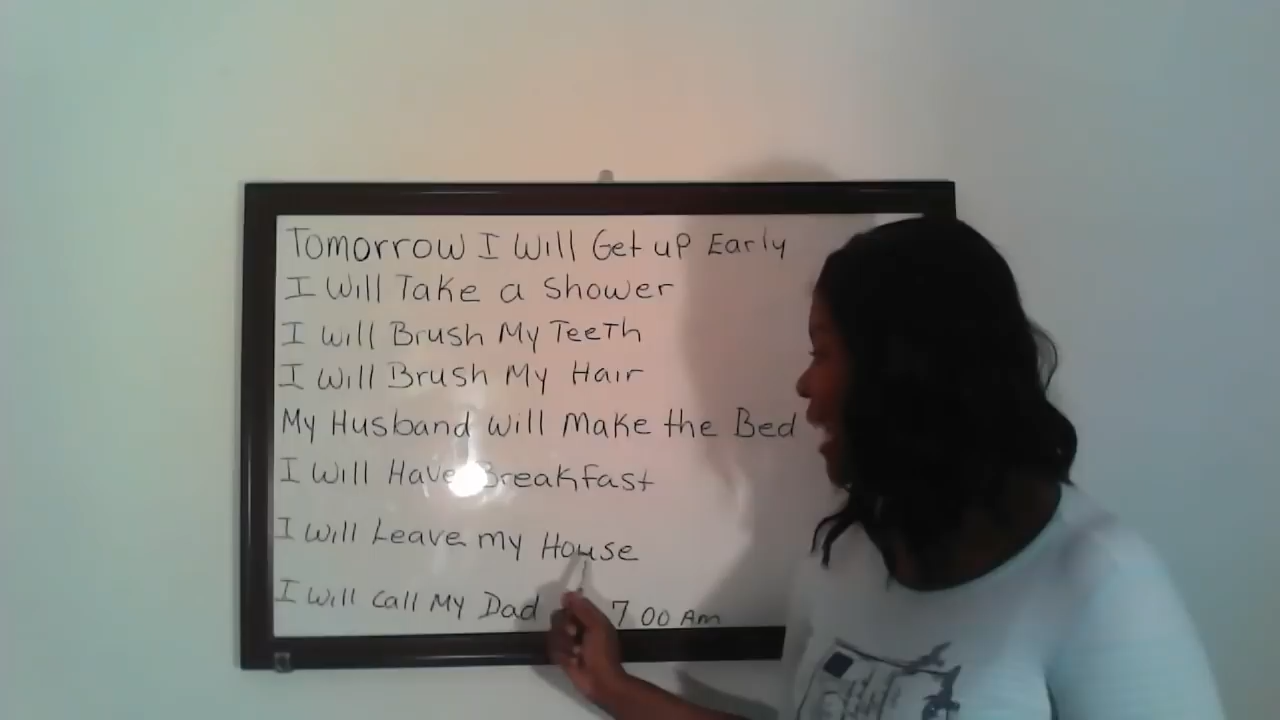 Tomorrow I Will Get up Early
I Will Take a Shower
I Will Brush My Teeth
I Will Brush My Hair
My Husband Will Make the Bed
I Will Have Breakfast
I Will Leave my House
I Will Call My Dad 7 00 Am